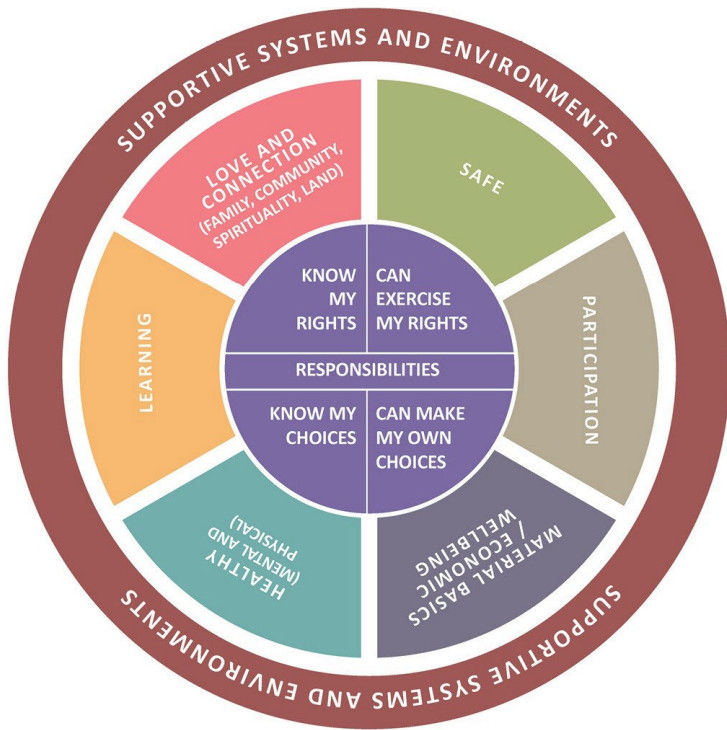 SUPPORTIVE SYSTEMS AND ENVIRONMENTS
LOVE AND
CONNECTION
(FAMILY, COMMUNITY,
SPIRITUALITY, LAND)
SAFE
PARTICIPATION
MATERIAL BASICS
/ ECONOMIC
WELLBEING
HEALTHY
(MENTAL AND
PHYSICAL)
LEARNING
KNOW
MY
RIGHTS
CAN
EXERCISE
MY RIGHTS
RESPONSIBILITIES
KNOW MY
CHOICES
CAN MAKE
MY OWN
CHOICES
SUPPORTIVE SYSTEMS AND ENVIRONMENTS